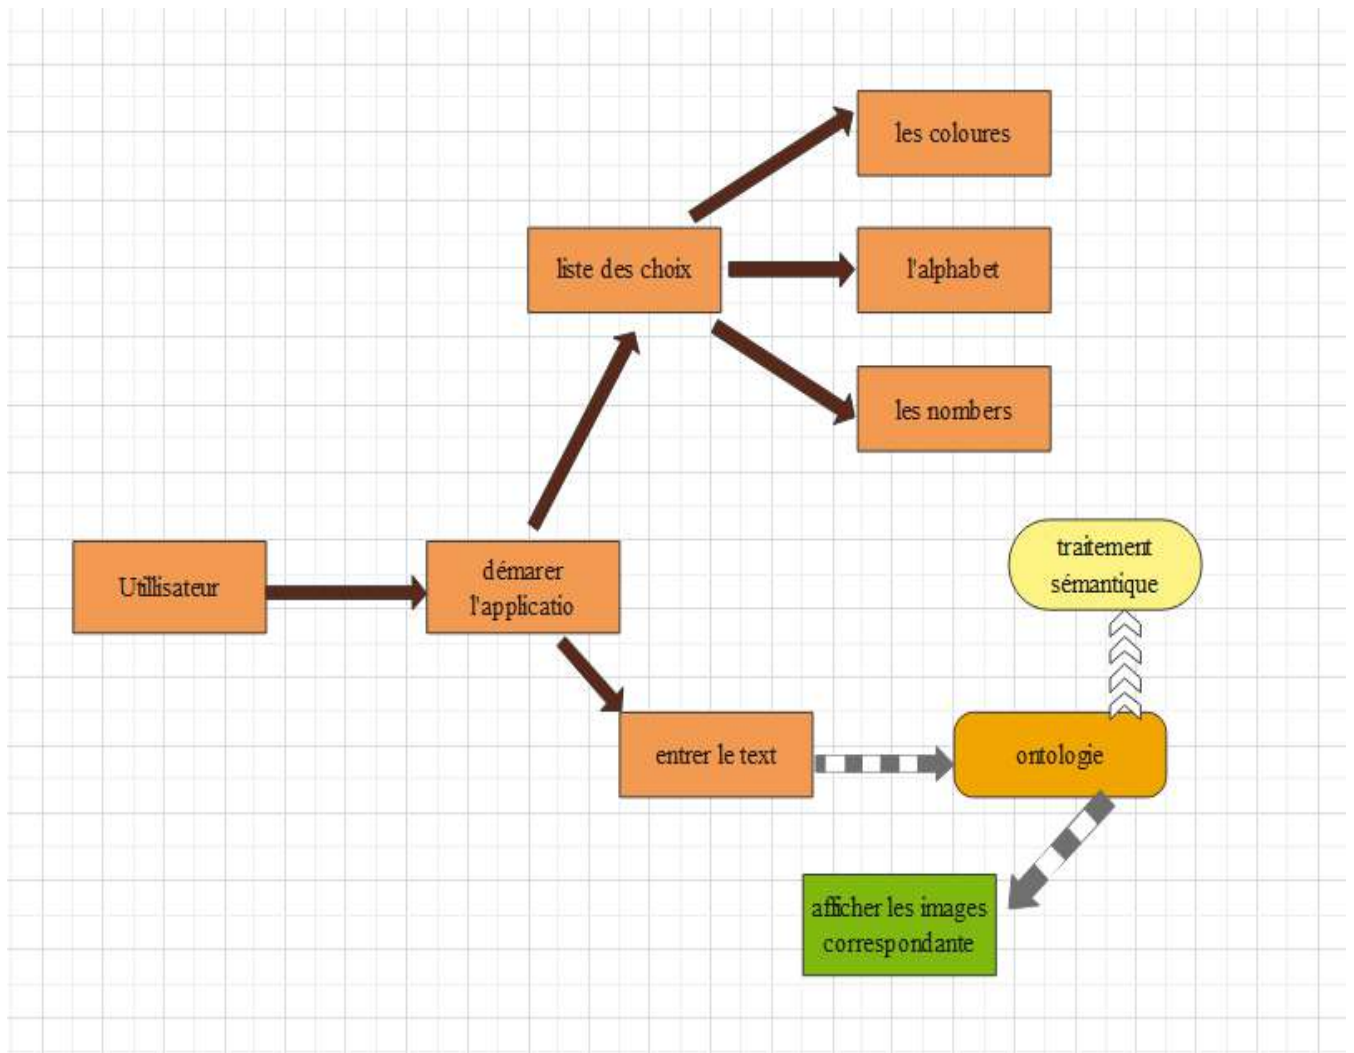 les coloures
liste des choix
l'alphabet
les nombers
Utillisateur
démarer
l'applicatio
traitement
sémantique
entrer le text
ontologie
afficher les images
correspondante